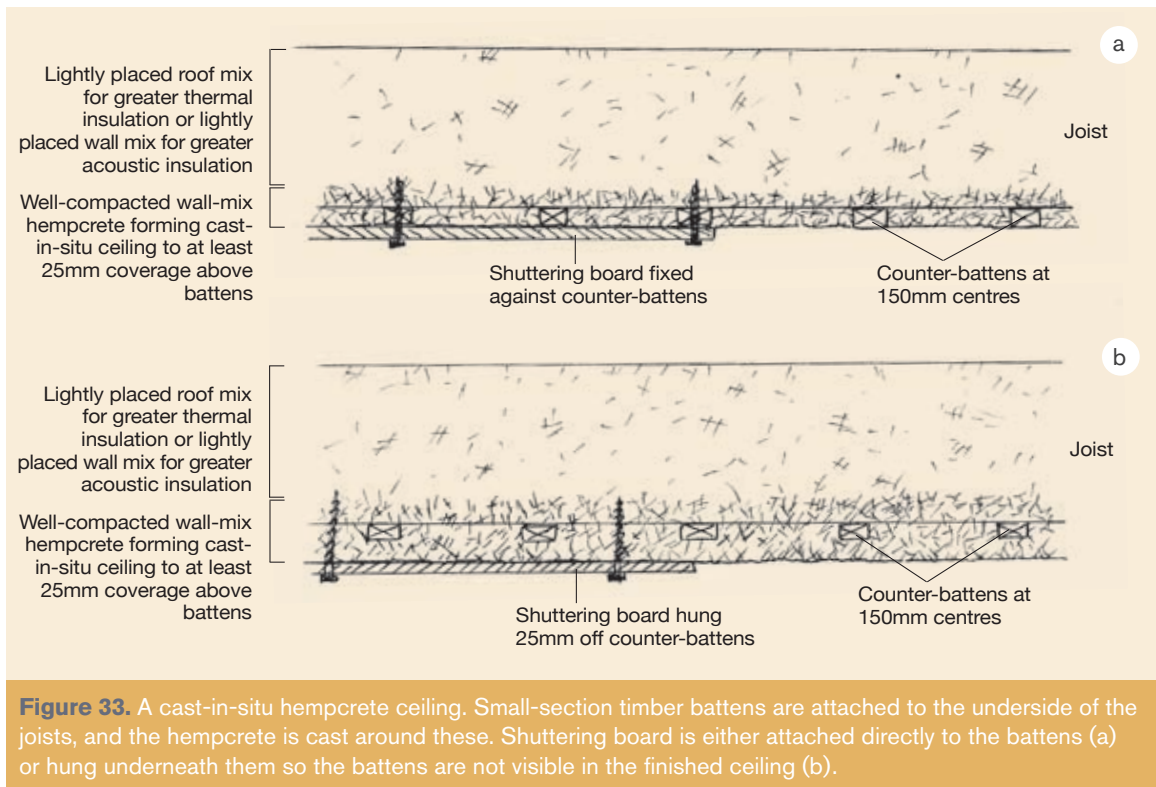 a
Lightly placed roof mix
for greater thermal
insulation or lightly
placed wall mix for greater
acoustic insulation
Joist
Well-compacted wall-mix
hempcrete forming cast-
in-situ ceiling to at least
25mm coverage above
battens
Shuttering board fixed
against counter-battens
Counter-battens at
150mm centres
b
Lightly placed roof mix
for greater thermal
insulation or lightly
placed wall mix for greater
acoustic insulation
Joist
Well-compacted wall-mix
hempcrete forming cast-
in-situ ceiling to at least
25mm coverage above
battens
Shuttering board hung
25mm off counter-battens
Counter-battens at
150mm centres
Figure 33. A cast-in-situ hempcrete ceiling. Small-section timber battens are attached to the underside of the
joists, and the hempcrete is cast around these. Shuttering board is either attached directly to the battens (a)
or hung underneath them so the battens are not visible in the finished ceiling (b).